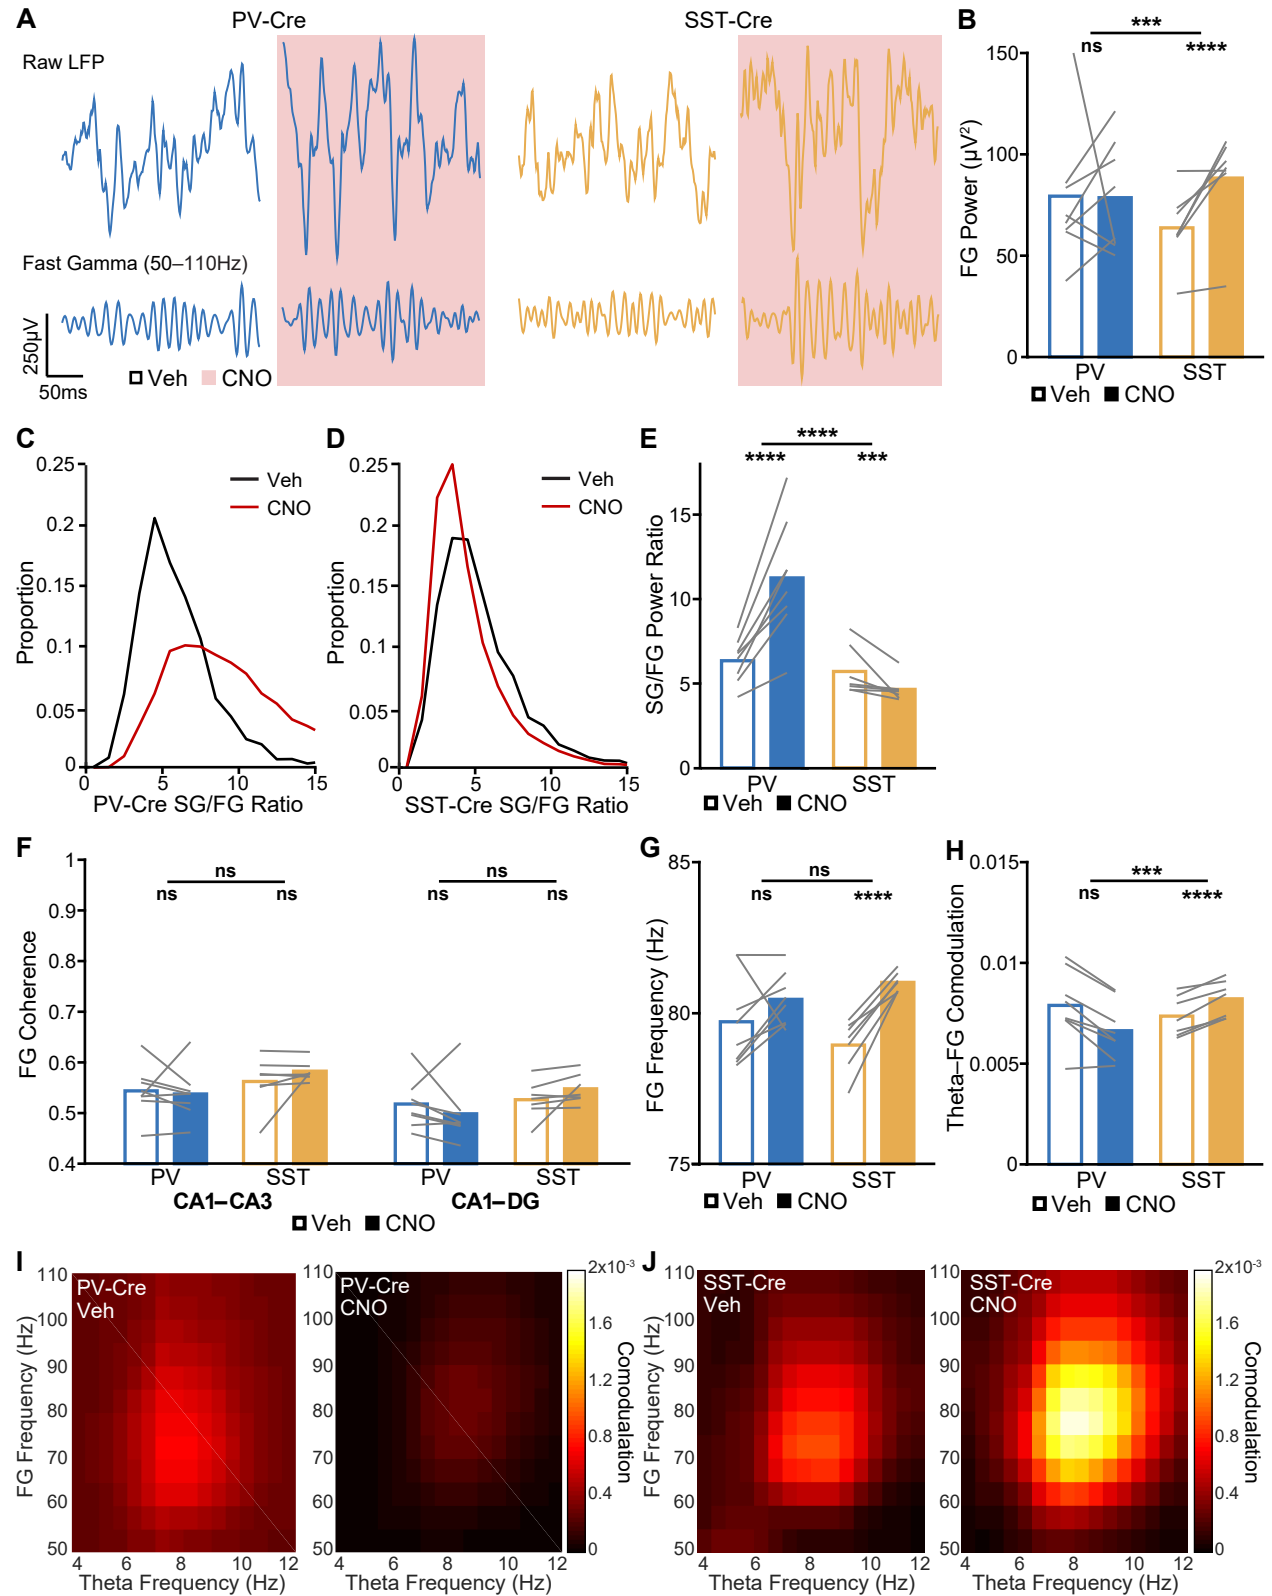 A
PV-Cre
SST-Cre
Raw LFP
Fast Gamma (50–110Hz)
250µV
50ms
Veh
CNO
B
***
ns
****
150
100
50
0
FG Power (µV²)
PV
SST
Veh
CNO
C
0.25
0.2
0.15
0.1
0.05
0
Proportion
Veh
CNO
0
5
10
15
PV-Cre SG/FG Ratio
D
0.25
0.2
0.15
0.1
0.05
0
Proportion
Veh
CNO
0
5
10
15
SST-Cre SG/FG Ratio
E
****
****
***
15
10
5
0
SG/FG Power Ratio
PV
SST
Veh
CNO
F
1
0.9
0.8
0.7
0.6
0.5
0.4
FG Coherence
ns
ns
ns
ns
ns
ns
PV
SST
PV
SST
CA1–CA3
CA1–DG
Veh
CNO
G
85
80
75
FG Frequency (Hz)
ns
ns
****
PV
SST
Veh
CNO
H
0.015
0.01
0.005
0
Theta–FG Comodulation
***
ns
****
PV
SST
Veh
CNO
I
110
100
90
80
70
60
50
FG Frequency (Hz)
PV-Cre
Veh
4
6
8
10
12
Theta Frequency (Hz)
110
100
90
80
70
60
50
PV-Cre
CNO
4
6
8
10
12
Theta Frequency (Hz)
2x10⁻³
1.6
1.2
0.8
0.4
0
Comodualation
J
110
100
90
80
70
60
50
FG Frequency (Hz)
SST-Cre
Veh
4
6
8
10
12
Theta Frequency (Hz)
110
100
90
80
70
60
50
SST-Cre
CNO
4
6
8
10
12
Theta Frequency (Hz)
2x10⁻³
1.6
1.2
0.8
0.4
0
Comodualation